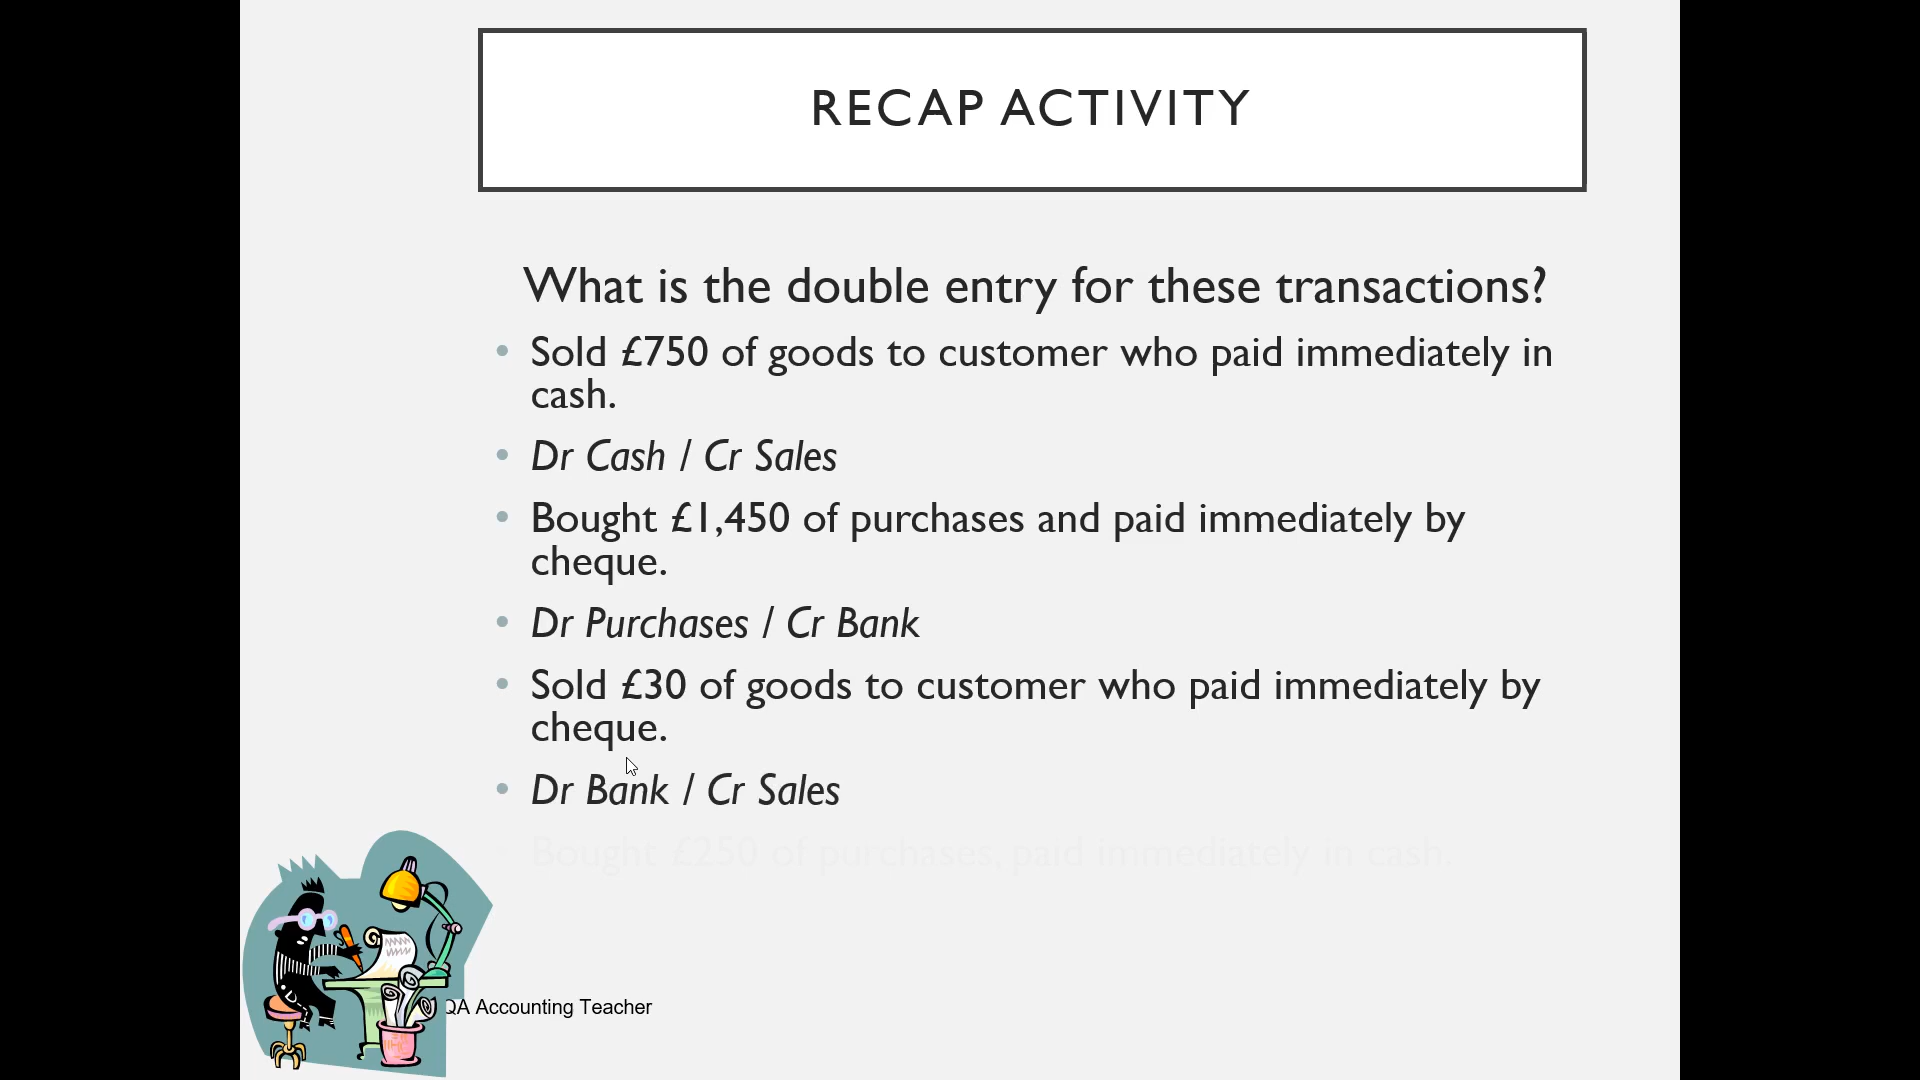 RECAP ACTIVITY
What is the double entry for these transactions?
• Sold £750 of goods to customer who paid immediately in
cash.
• Dr Cash / Cr Sales
• Bought £1,450 of purchases and paid immediately by
cheque.
• Dr Purchases / Cr Bank
• Sold £30 of goods to customer who paid immediately by
cheque.
• Dr Bank / Cr Sales
Bought £250 of purchases, paid immediately in cash.
QA Accounting Teacher